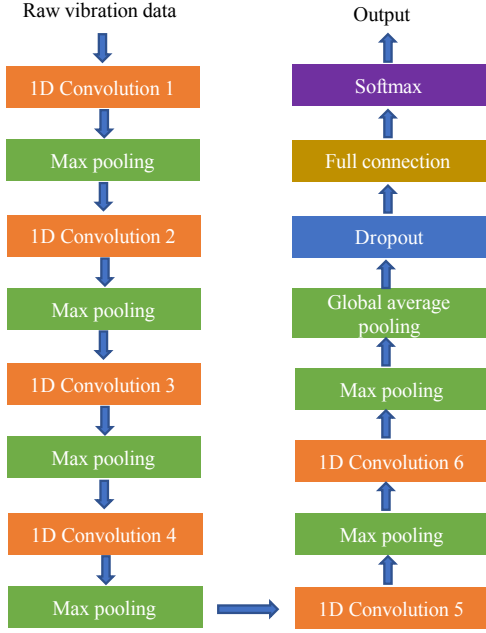 Raw vibration data
1D Convolution 1
Max pooling
1D Convolution 2
Max pooling
1D Convolution 3
Max pooling
1D Convolution 4
Max pooling
1D Convolution 5
Max pooling
1D Convolution 6
Max pooling
Global average
pooling
Dropout
Full connection
Softmax
Output